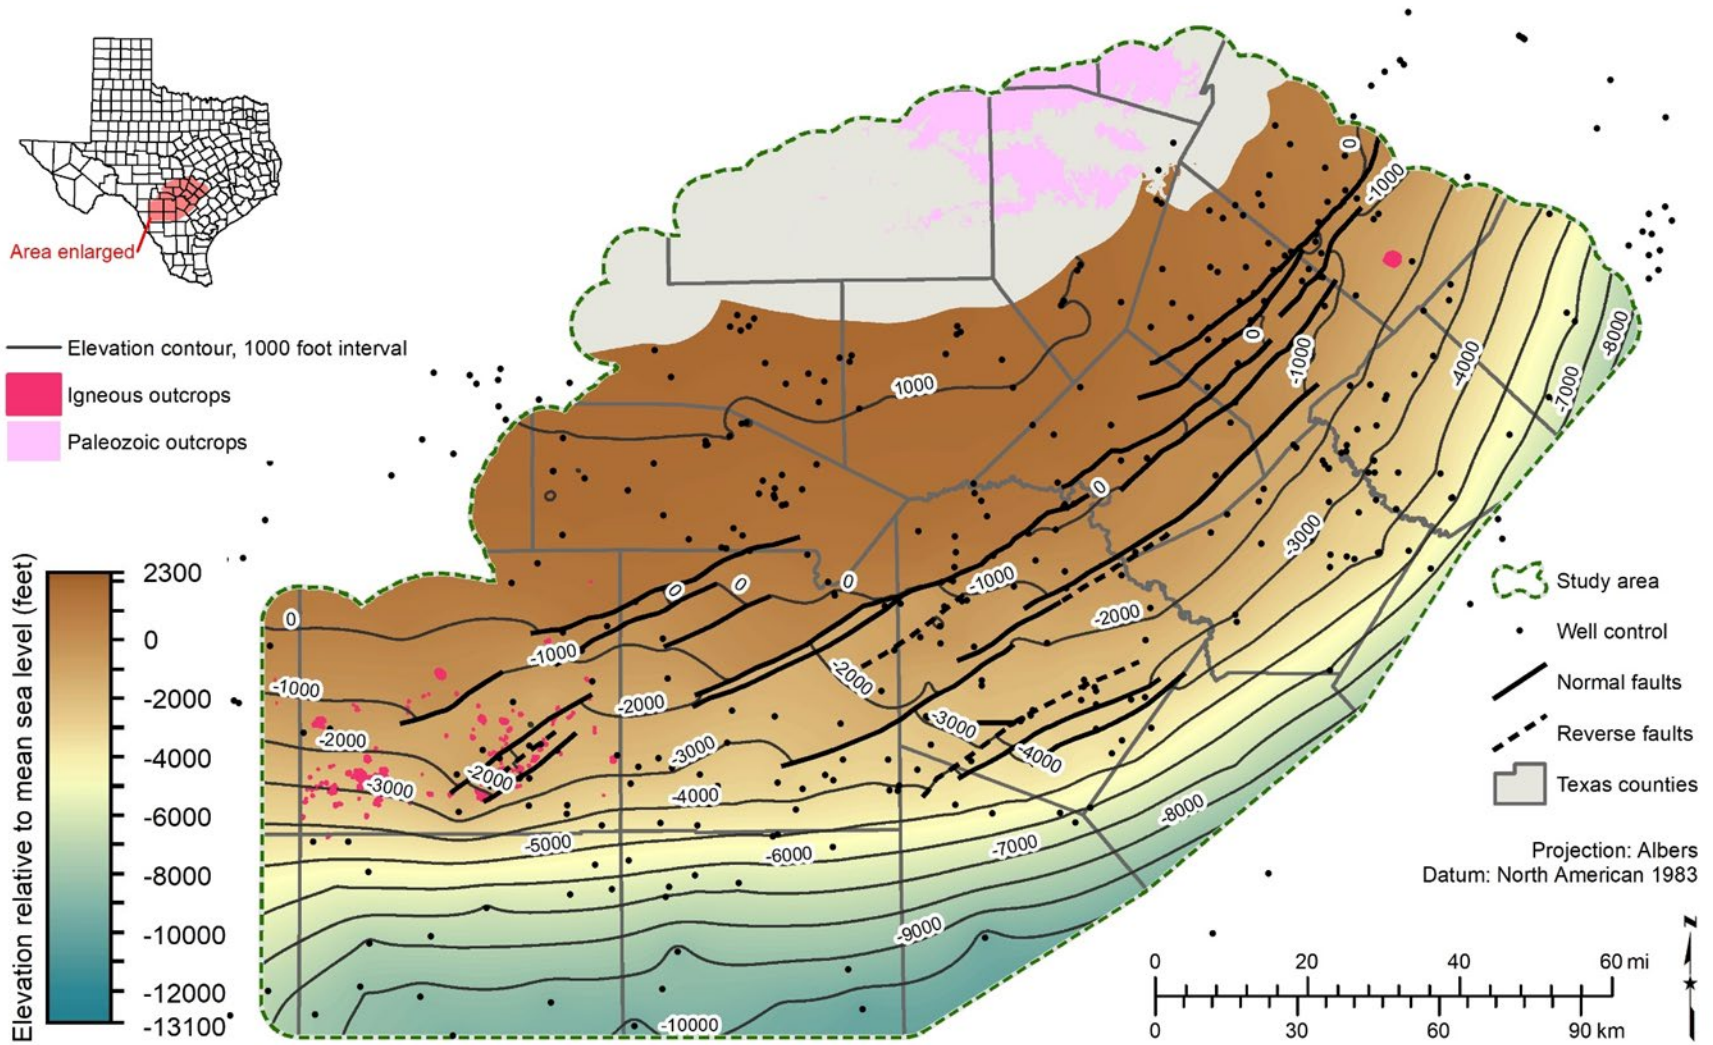 Area enlarged
Elevation contour, 1000 foot interval
Igneous outcrops
Paleozoic outcrops
Elevation relative to mean sea level (feet)
2300
0
-2000
-4000
-6000
-8000
-10000
-12000
-13100
0
-1000
0
-1000
-8000
-4000
-7000
1000
0
-3000
0
0
0
-1000
-2000
0
-1000
-1000
-2000
-2000
-3000
-4000
-2000
-3000
-2000
-3000
-4000
-5000
-6000
-7000
-8000
-9000
-10000
Study area
Well control
Normal faults
Reverse faults
Texas counties
Projection: Albers
Datum: North American 1983
0 20 40 60 mi
0 30 60 90 km
N